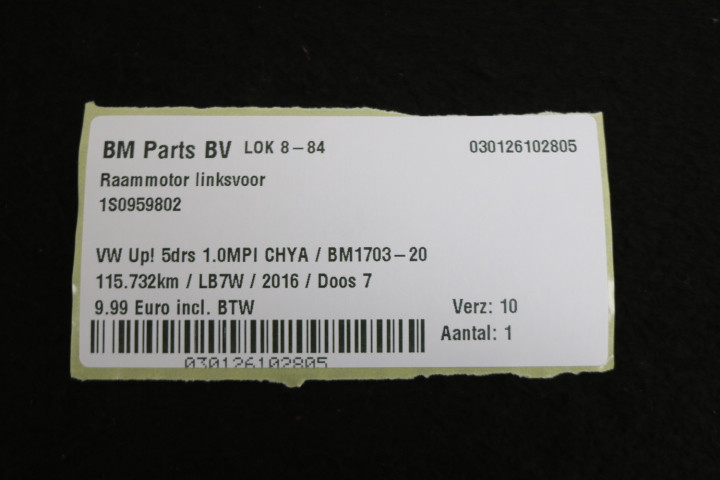 BM Parts BV LOK 8-84 030126102805
Raammotor linksvoor
1S0959802
VW Up! 5drs 1.0MPI CHYA / BM1703-20
115.732km / LB7W / 2016 / Doos 7
9.99 Euro incl. BTW Verz: 10
Aantal: 1
030126102805